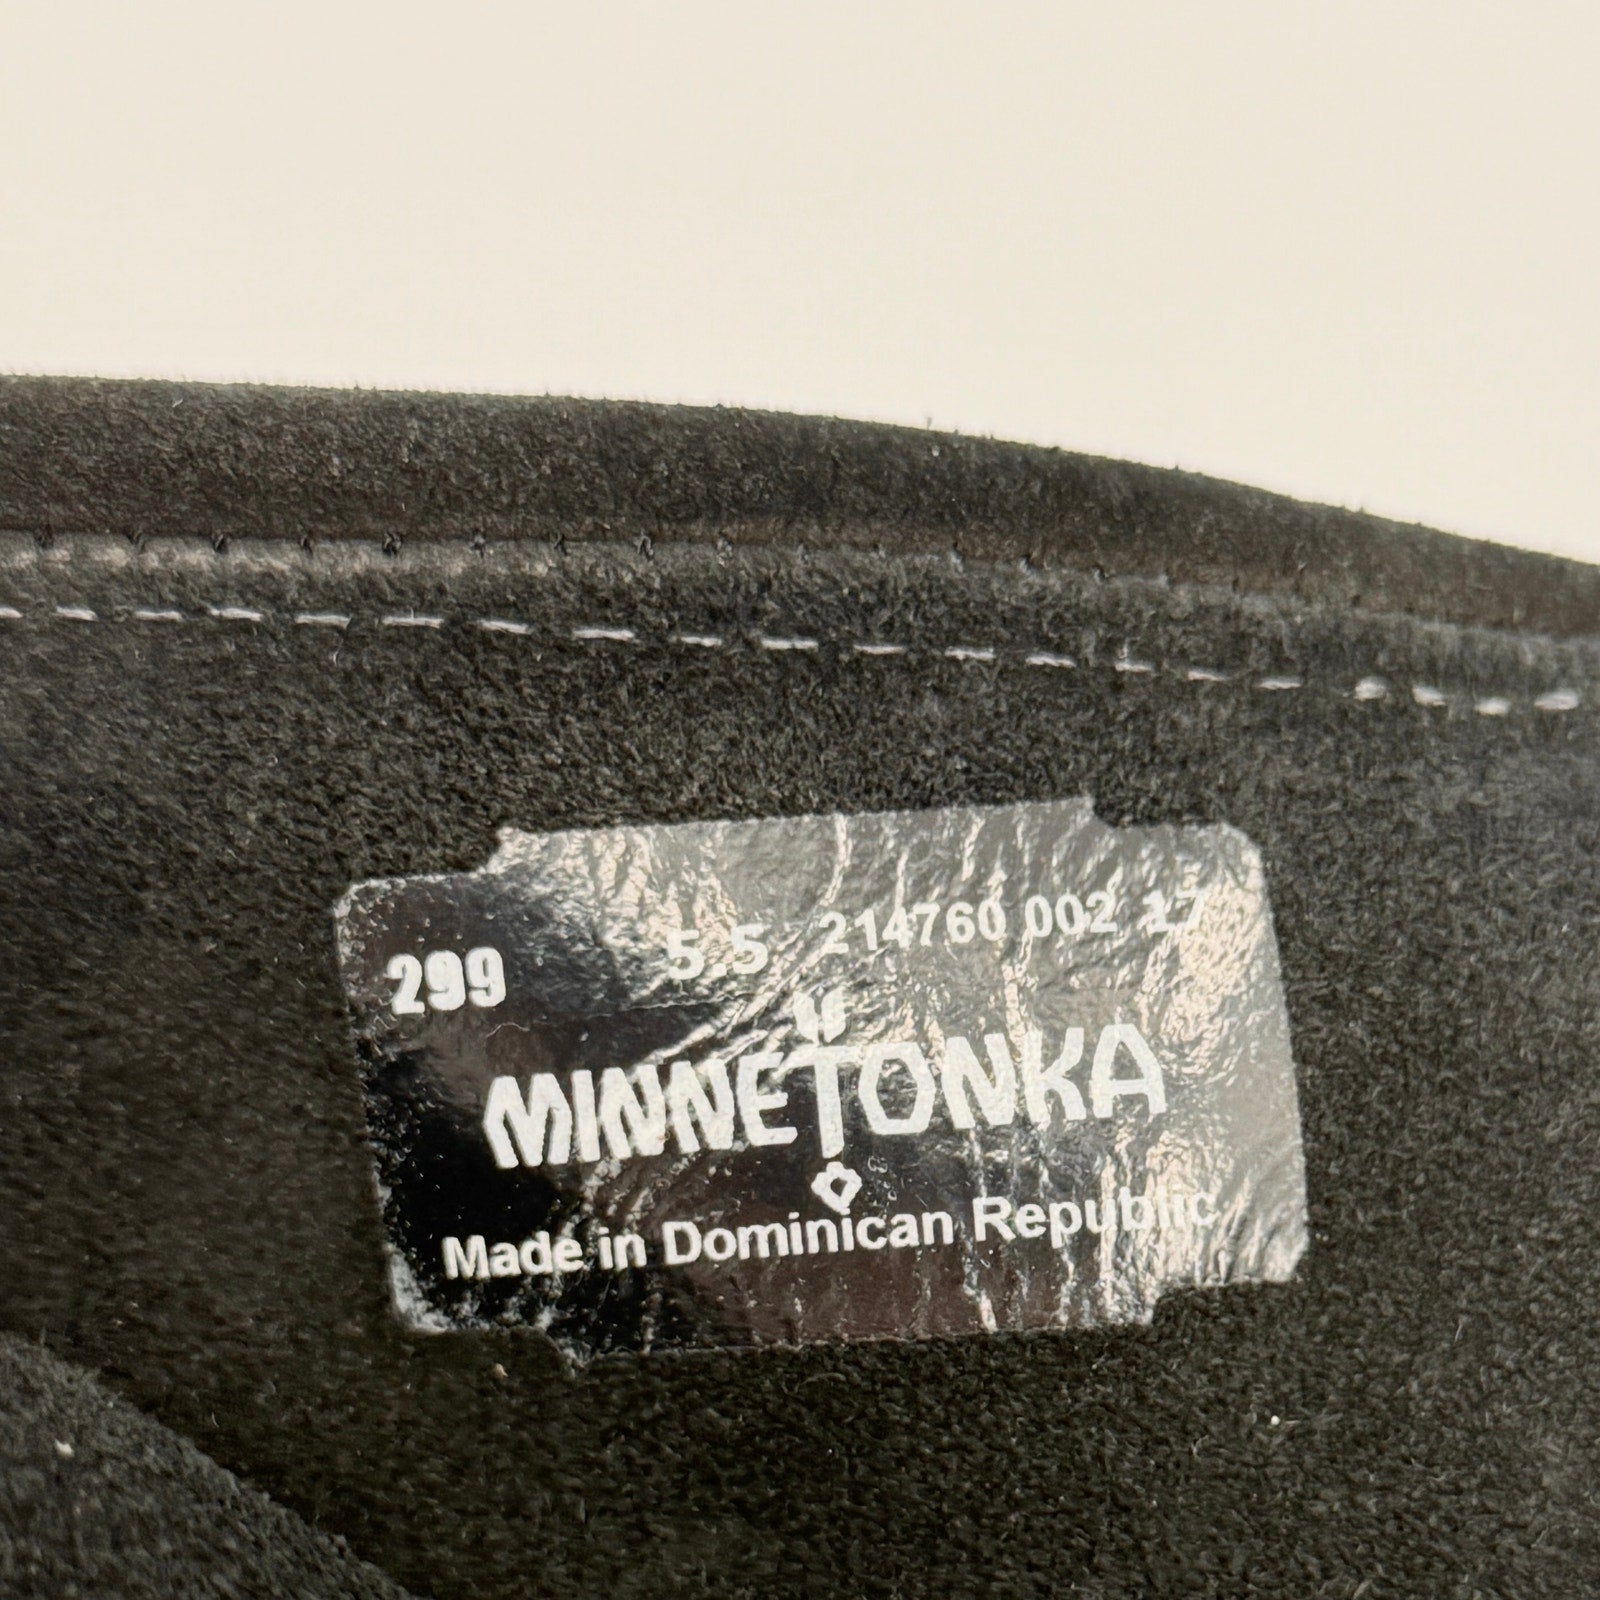 299 5.5 214760 002 17
MINNETONKA
Made in Dominican Republic